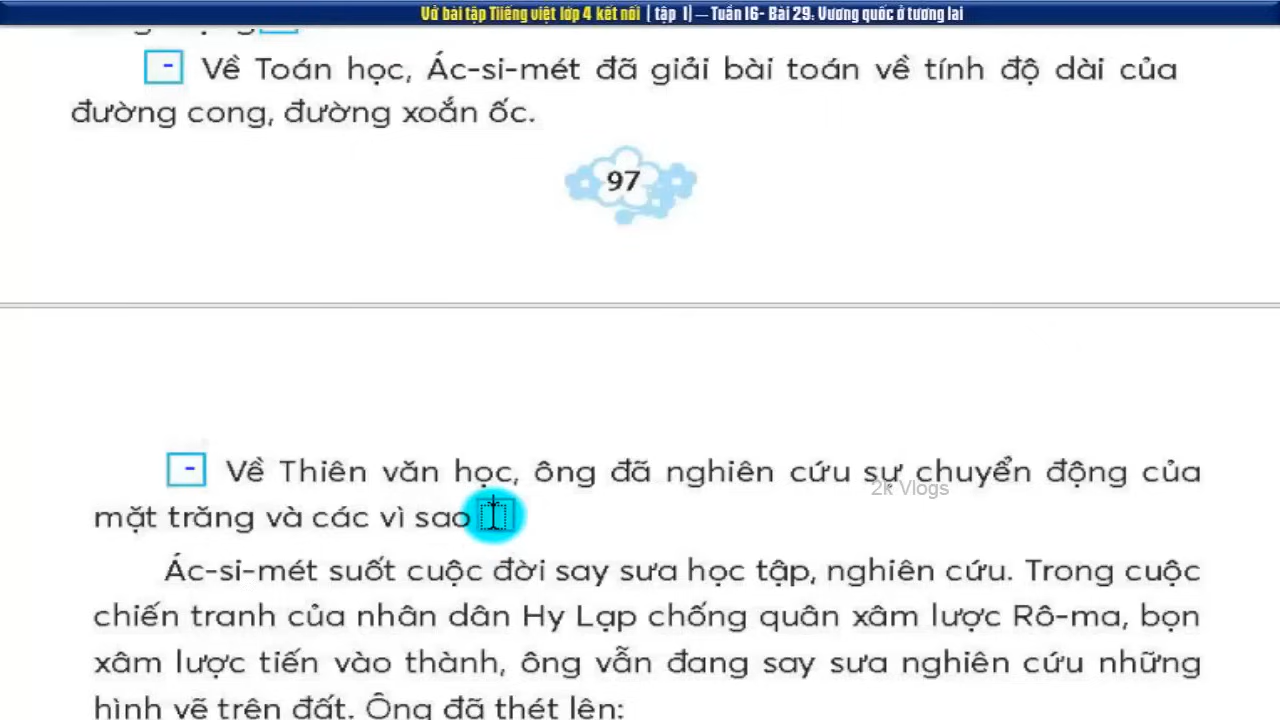 Vở bài tập Tiiếng việt lớp 4 kết nối ( tập 1) – Tuần 16- Bài 29: Vương quốc ở tương lai
- Về Toán học, Ác-si-mét đã giải bài toán về tính độ dài của
đường cong, đường xoắn ốc.
97
- Về Thiên văn học, ông đã nghiên cứu sự chuyển động của
2k Vlogs
mặt trăng và các vì sao
Ác-si-mét suốt cuộc đời say sưa học tập, nghiên cứu. Trong cuộc
chiến tranh của nhân dân Hy Lạp chống quân xâm lược Rô-ma, bọn
xâm lược tiến vào thành, ông vẫn đang say sưa nghiên cứu những
hình vẽ trên đất. Ông đã thét lên: